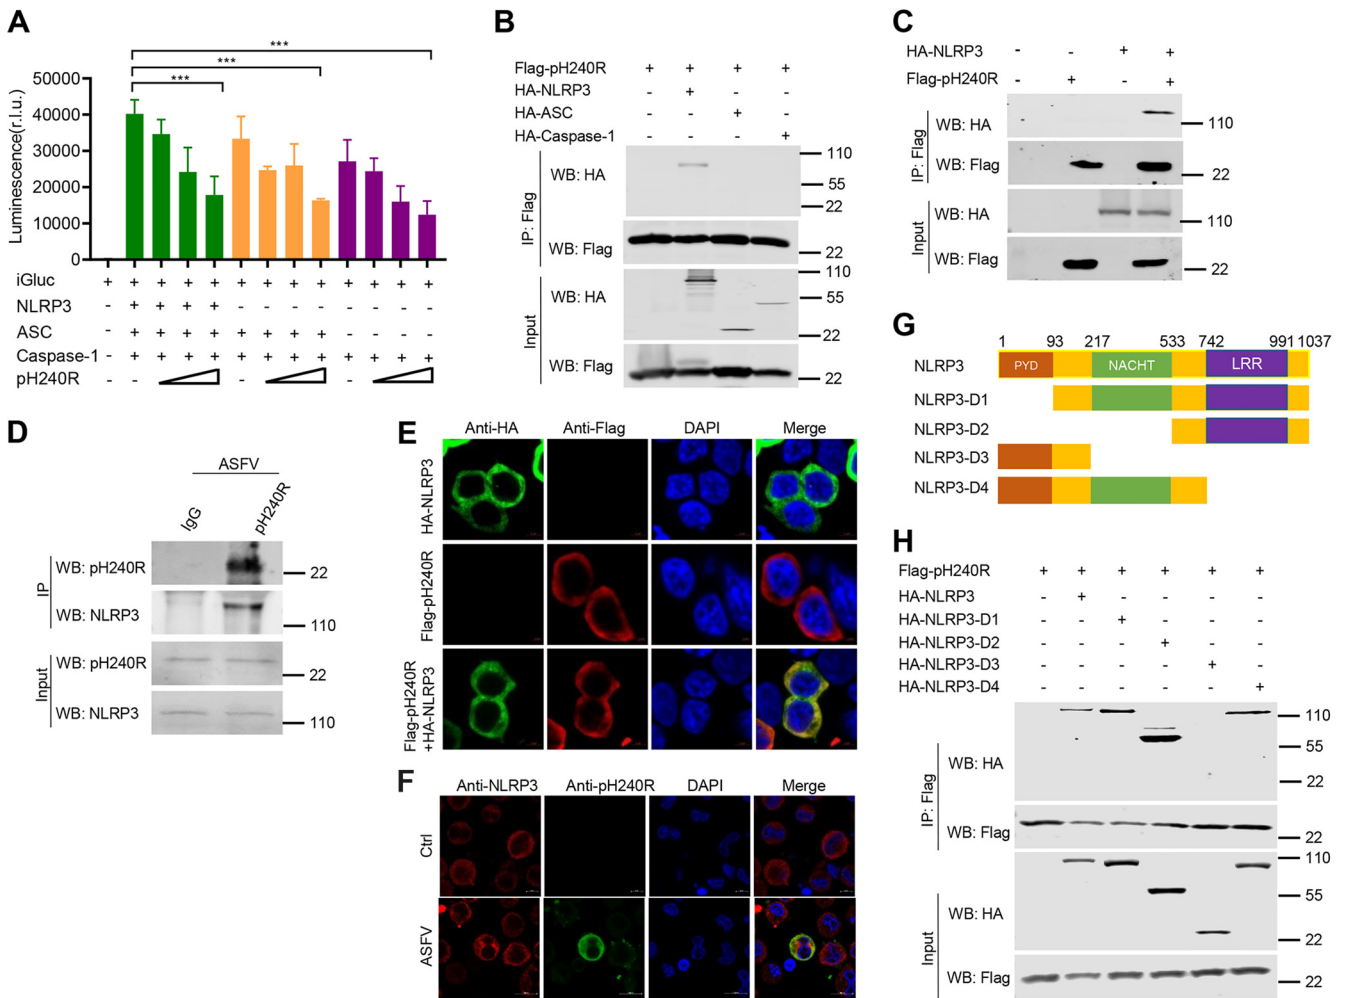 A
***
***
***
Luminescence(r.l.u.)
50000
40000
30000
20000
10000
0
iGluc + + + + + + + + + + + + +
NLRP3 - + + + + - - - - - - - -
ASC - + + + + + + + + - - - -
Caspase-1 - + + + + + + + + + + + +
pH240R - - - -
B
Flag-pH240R + + + +
HA-NLRP3 - + - -
HA-ASC - - + -
HA-Caspase-1 - - - +
IP: Flag
WB: HA
110
55
22
WB: Flag
22
Input
WB: HA
110
55
22
WB: Flag
22
C
HA-NLRP3 - - + +
Flag-pH240R - + - +
IP: Flag
WB: HA
110
WB: Flag
22
Input
WB: HA
110
WB: Flag
22
D
ASFV
IgG
pH240R
IP
WB: pH240R
22
WB: NLRP3
110
Input
WB: pH240R
22
WB: NLRP3
110
E
Anti-HA Anti-Flag DAPI Merge
HA-NLRP3
Flag-pH240R
Flag-pH240R
+HA-NLRP3
F
Anti-NLRP3 Anti-pH240R DAPI Merge
Ctrl
ASFV
G
1 93 217 533 742 991 1037
NLRP3 PYD NACHT LRR
NLRP3-D1
NLRP3-D2
NLRP3-D3
NLRP3-D4
H
Flag-pH240R + + + + + +
HA-NLRP3 - + - - - -
HA-NLRP3-D1 - - + - - -
HA-NLRP3-D2 - - - + - -
HA-NLRP3-D3 - - - - + -
HA-NLRP3-D4 - - - - - +
IP: Flag
WB: HA
110
55
22
WB: Flag
22
Input
WB: HA
110
55
22
WB: Flag
22